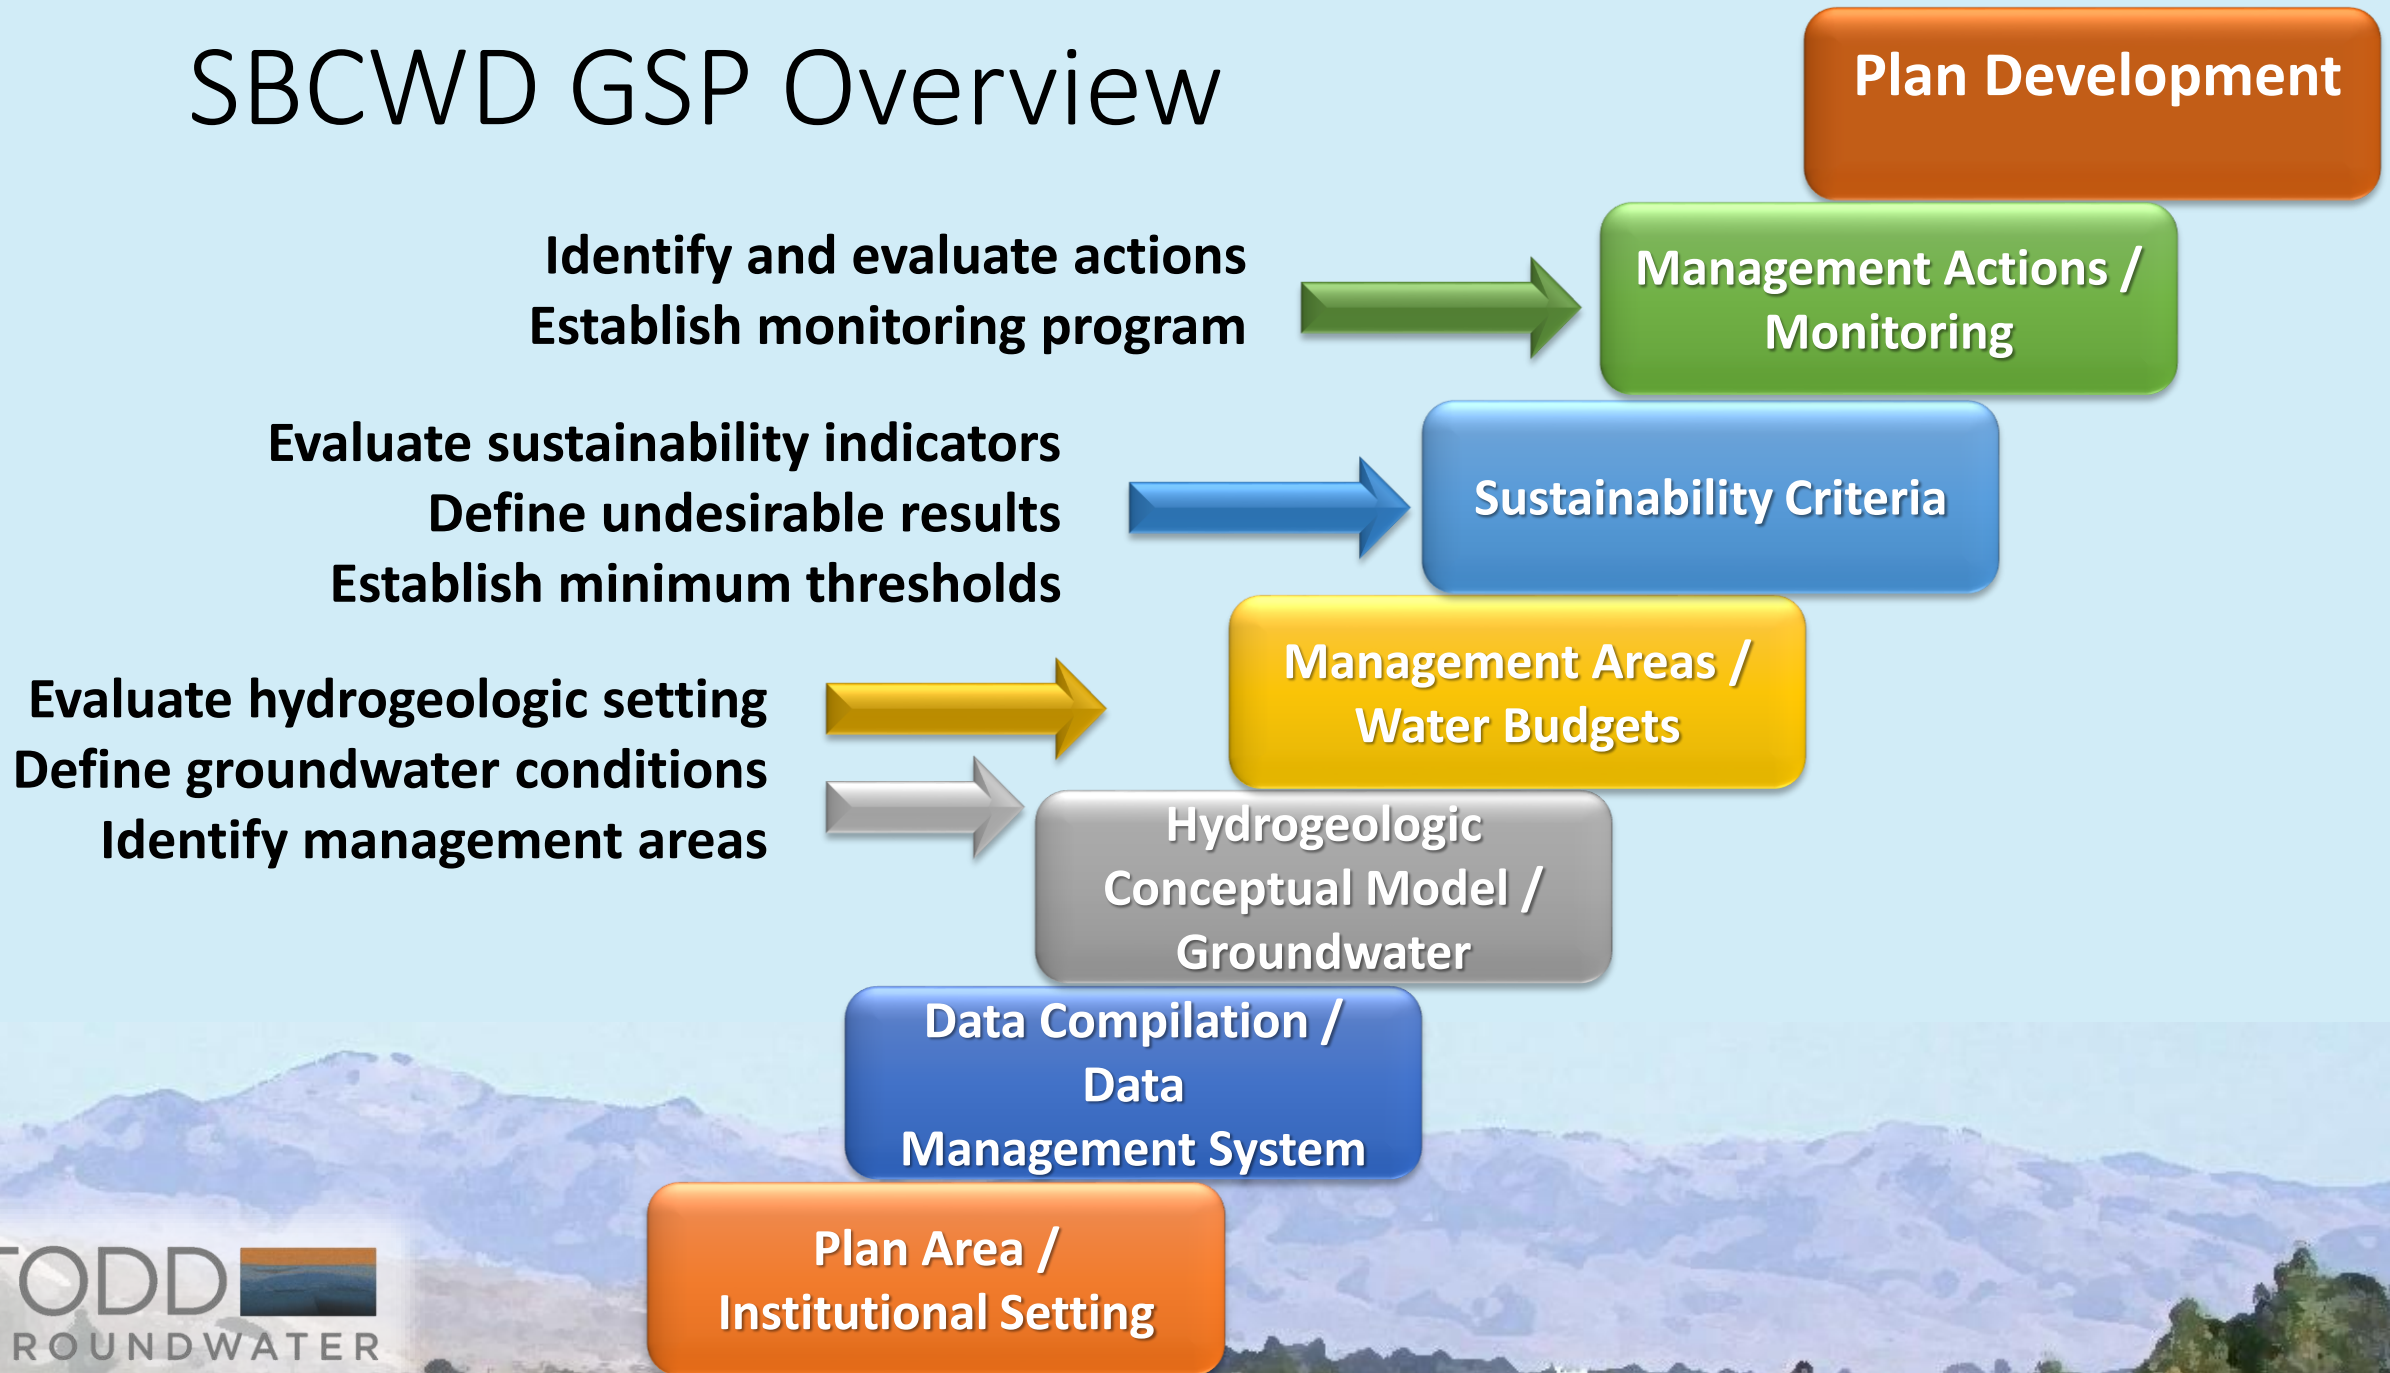 SBCWD GSP Overview
Plan Development
Identify and evaluate actions
Establish monitoring program
Management Actions /
Monitoring
Evaluate sustainability indicators
Define undesirable results
Establish minimum thresholds
Sustainability Criteria
Evaluate hydrogeologic setting
Define groundwater conditions
Identify management areas
Management Areas /
Water Budgets
Hydrogeologic
Conceptual Model /
Groundwater
Data Compilation /
Data
Management System
Plan Area /
Institutional Setting
TODD
ROUNDWATER